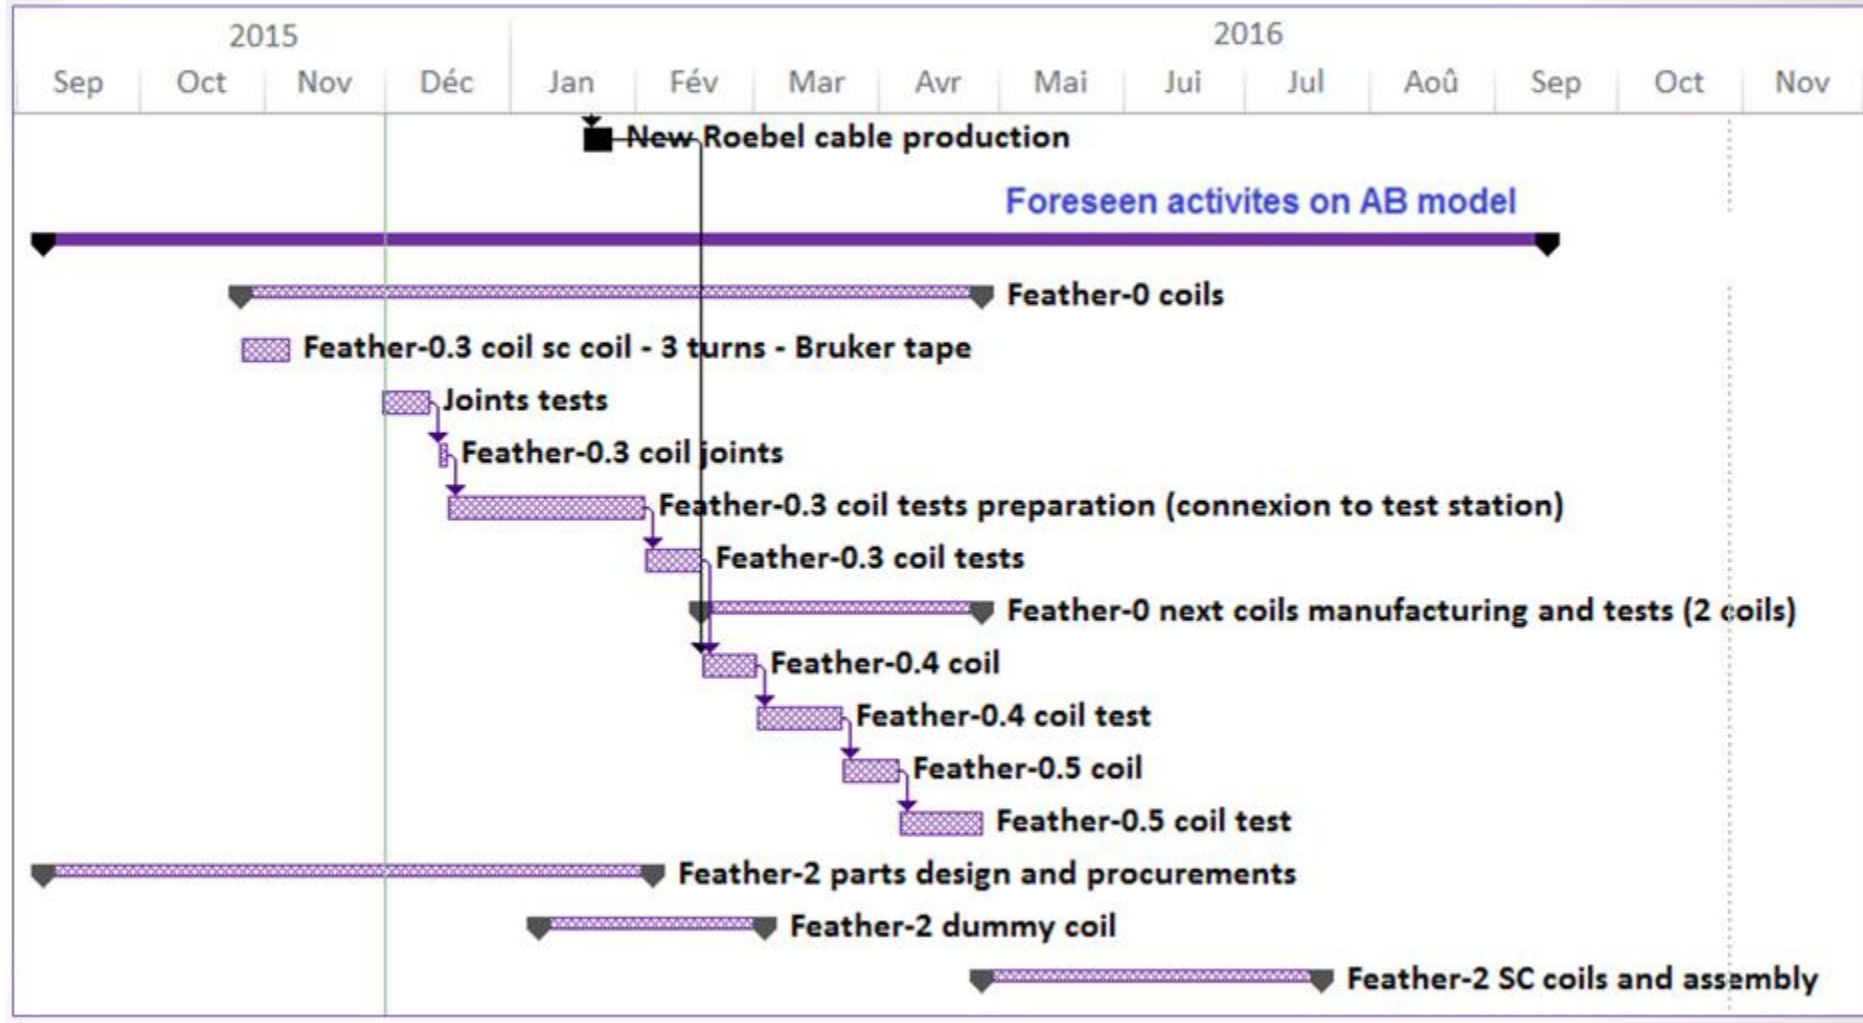 2015 2016
Sep Oct Nov Déc Jan Fév Mar Avr Mai Jui Jul Aoû Sep Oct Nov
New Roebel cable production
Foreseen activites on AB model
Feather-0 coils
Feather-0.3 coil sc coil - 3 turns - Bruker tape
Joints tests
Feather-0.3 coil joints
Feather-0.3 coil tests preparation (connexion to test station)
Feather-0.3 coil tests
Feather-0 next coils manufacturing and tests (2 coils)
Feather-0.4 coil
Feather-0.4 coil test
Feather-0.5 coil
Feather-0.5 coil test
Feather-2 parts design and procurements
Feather-2 dummy coil
Feather-2 SC coils and assembly